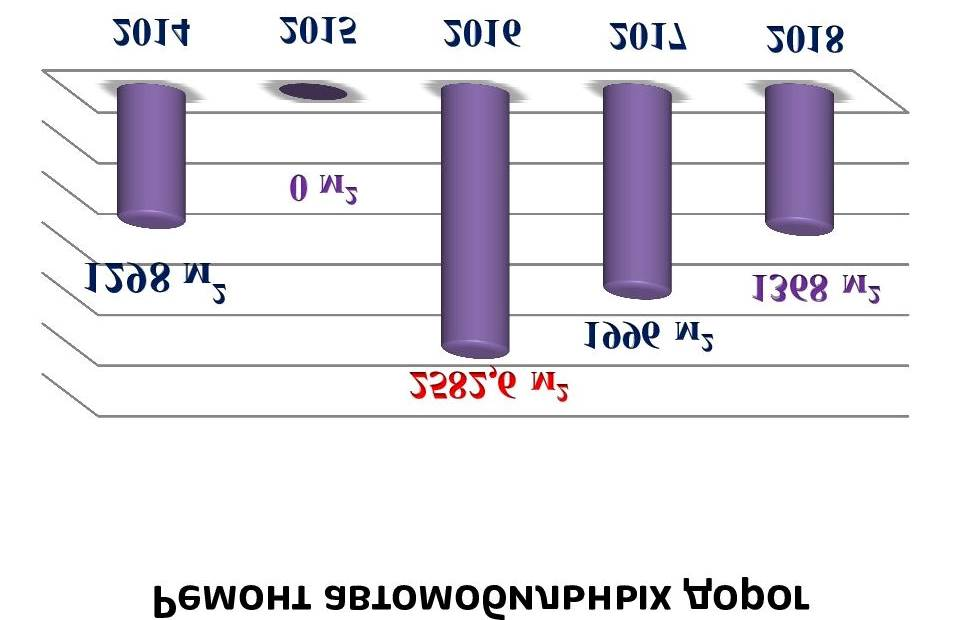 Ремонт автомобильных дорог
2582,6 м²
1996 м²
1298 м²
1368 м²
0 м²
2014 2015 2016 2017 2018